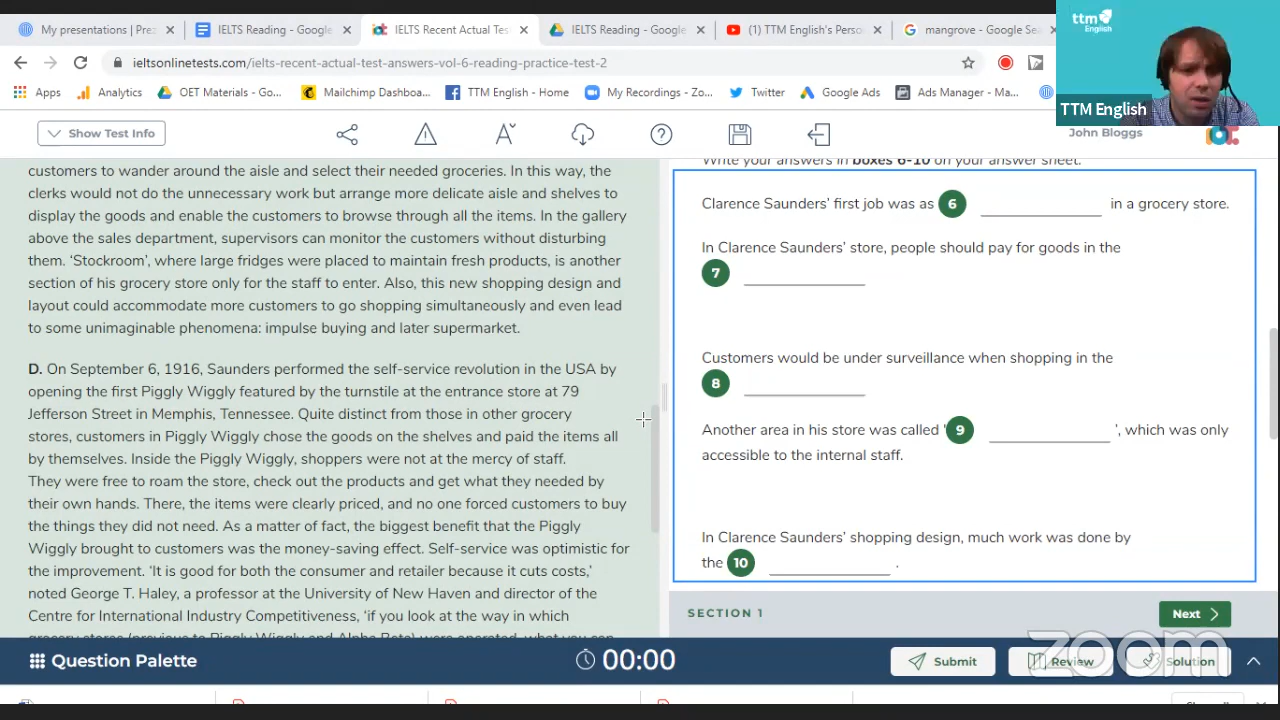 My presentations | Prez
IELTS Reading - Google
IELTS Recent Actual Tes
IELTS Reading - Google
(1) TTM English's Perso
mangrove - Google Sea
ttm
English
ieltsonlinetests.com/ielts-recent-actual-test-answers-vol-6-reading-practice-test-2
Apps
Analytics
OET Materials - Go...
Mailchimp Dashboa...
TTM English - Home
My Recordings - Zo...
Twitter
Google Ads
Ads Manager - Ma...
TTM English
John Bloggs
Show Test Info
customers to wander around the aisle and select their needed groceries. In this way, the
clerks would not do the unnecessary work but arrange more delicate aisle and shelves to
display the goods and enable the customers to browse through all the items. In the gallery
above the sales department, supervisors can monitor the customers without disturbing
them. ‘Stockroom’, where large fridges were placed to maintain fresh products, is another
section of his grocery store only for the staff to enter. Also, this new shopping design and
layout could accommodate more customers to go shopping simultaneously and even lead
to some unimaginable phenomena: impulse buying and later supermarket.
D. On September 6, 1916, Saunders performed the self-service revolution in the USA by
opening the first Piggly Wiggly featured by the turnstile at the entrance store at 79
Jefferson Street in Memphis, Tennessee. Quite distinct from those in other grocery
stores, customers in Piggly Wiggly chose the goods on the shelves and paid the items all
by themselves. Inside the Piggly Wiggly, shoppers were not at the mercy of staff.
They were free to roam the store, check out the products and get what they needed by
their own hands. There, the items were clearly priced, and no one forced customers to buy
the things they did not need. As a matter of fact, the biggest benefit that the Piggly
Wiggly brought to customers was the money-saving effect. Self-service was optimistic for
the improvement. ‘It is good for both the consumer and retailer because it cuts costs,’
noted George T. Haley, a professor at the University of New Haven and director of the
Centre for International Industry Competitiveness, ‘if you look at the way in which
grocery stores (previous to Piggly Wiggly and Alpha Beta) were operated, what you can
Write your answers in boxes 6-10 on your answer sheet.
Clarence Saunders’ first job was as 6 in a grocery store.
In Clarence Saunders’ store, people should pay for goods in the
7
Customers would be under surveillance when shopping in the
8
Another area in his store was called ‘ 9 ’, which was only
accessible to the internal staff.
In Clarence Saunders’ shopping design, much work was done by
the 10 .
SECTION 1
Next
Question Palette
00:00
Submit
Review
Solution
zoom